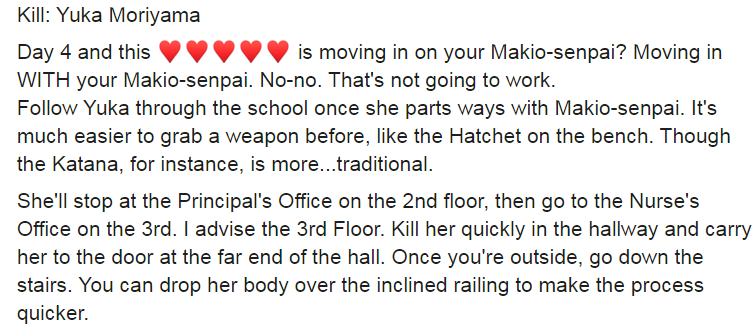 Kill: Yuka Moriyama
Day 4 and this ♥♥♥♥♥ is moving in on your Makio-senpai? Moving in
WITH your Makio-senpai. No-no. That's not going to work.
Follow Yuka through the school once she parts ways with Makio-senpai. It's
much easier to grab a weapon before, like the Hatchet on the bench. Though
the Katana, for instance, is more...traditional.
She'll stop at the Principal's Office on the 2nd floor, then go to the Nurse's
Office on the 3rd. I advise the 3rd Floor. Kill her quickly in the hallway and carry
her to the door at the far end of the hall. Once you're outside, go down the
stairs. You can drop her body over the inclined railing to make the process
quicker.